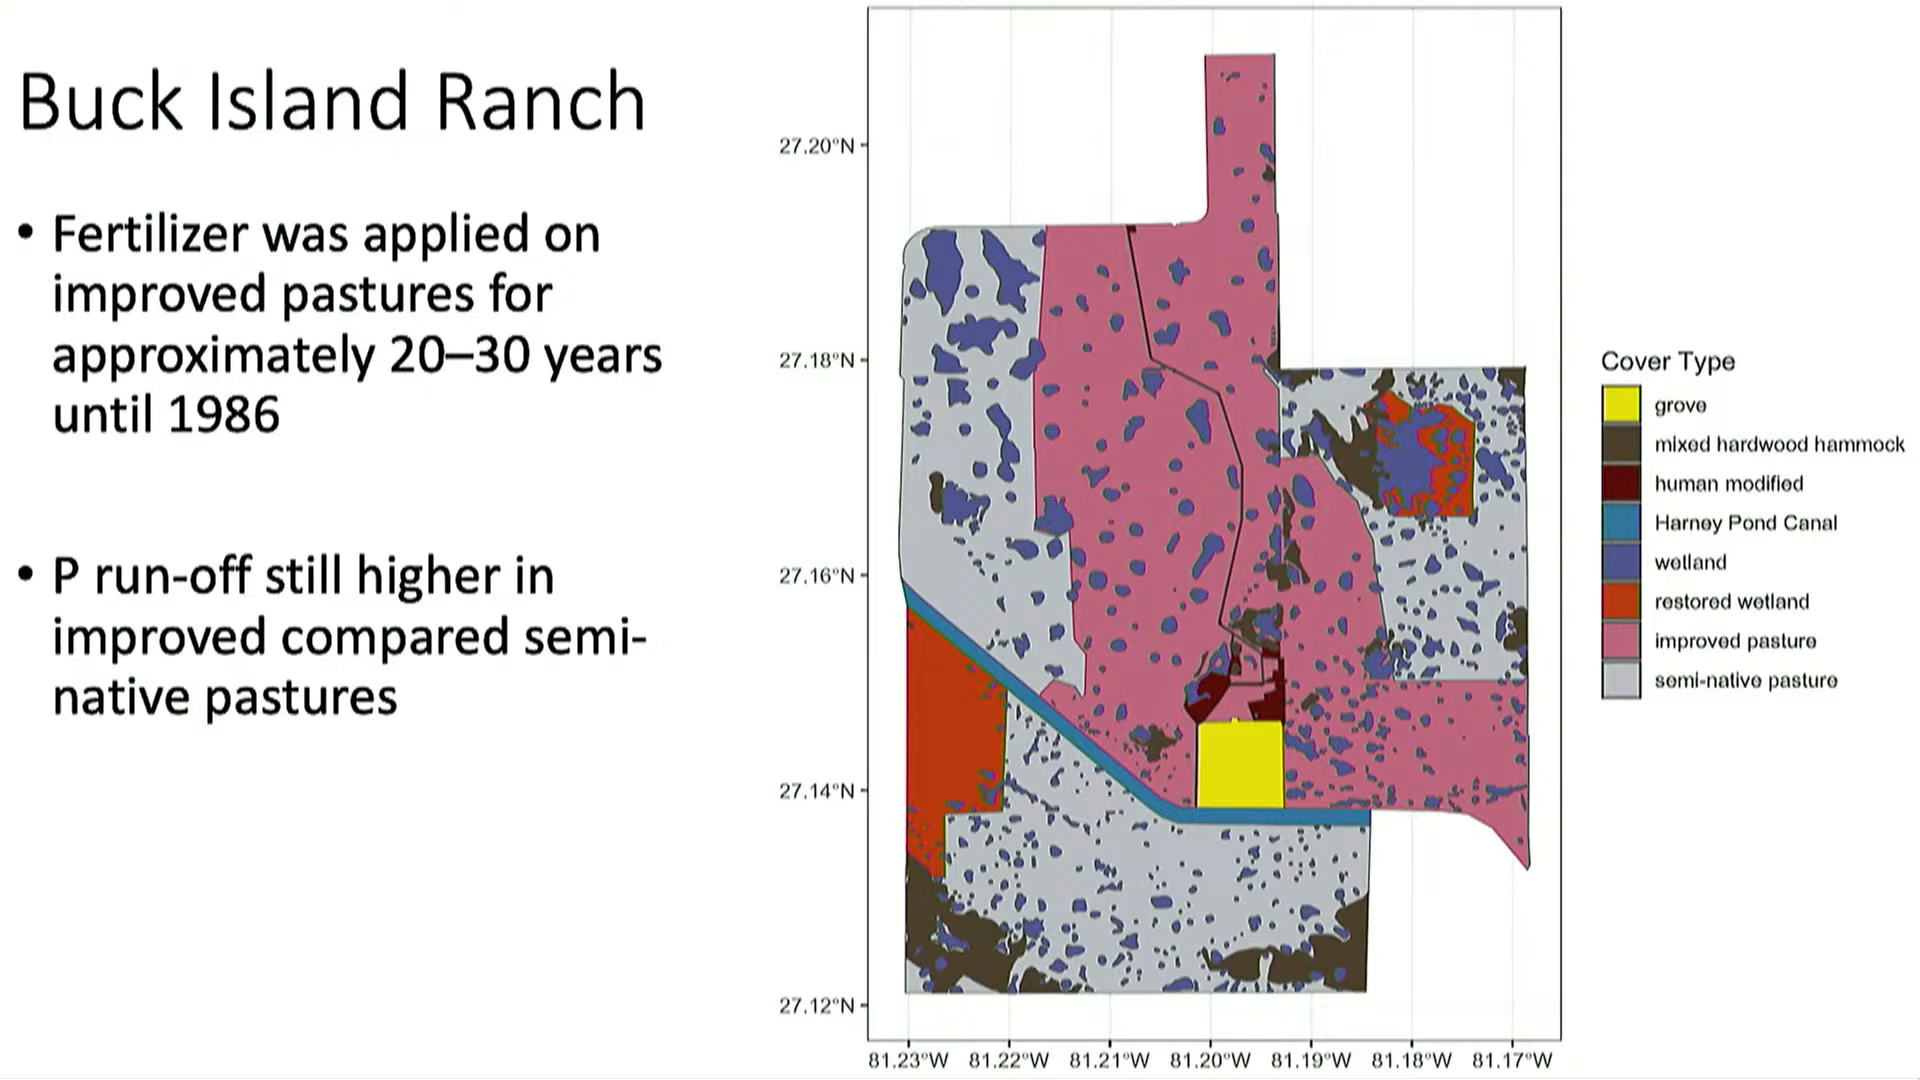 Buck Island Ranch
• Fertilizer was applied on
improved pastures for
approximately 20–30 years
until 1986
• P run-off still higher in
improved compared semi-
native pastures
27.20°N
27.18°N
27.16°N
27.14°N
27.12°N
81.23°W 81.22°W 81.21°W 81.20°W 81.19°W 81.18°W 81.17°W
Cover Type
grove
mixed hardwood hammock
human modified
Harney Pond Canal
wetland
restored wetland
improved pasture
semi-native pasture